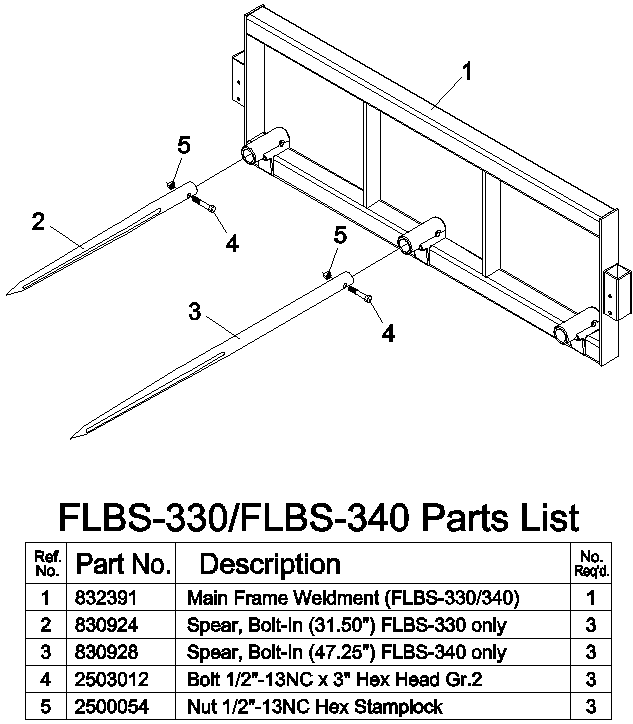 1
5
2
4
5
3
4
FLBS-330/FLBS-340 Parts List
Ref. No. Part No. Description No. Req'd.
1 832391 Main Frame Weldment (FLBS-330/340) 1
2 830924 Spear, Bolt-In (31.50") FLBS-330 only 3
3 830928 Spear, Bolt-In (47.25") FLBS-340 only 3
4 2503012 Bolt 1/2"-13NC x 3" Hex Head Gr.2 3
5 2500054 Nut 1/2"-13NC Hex Stamplock 3